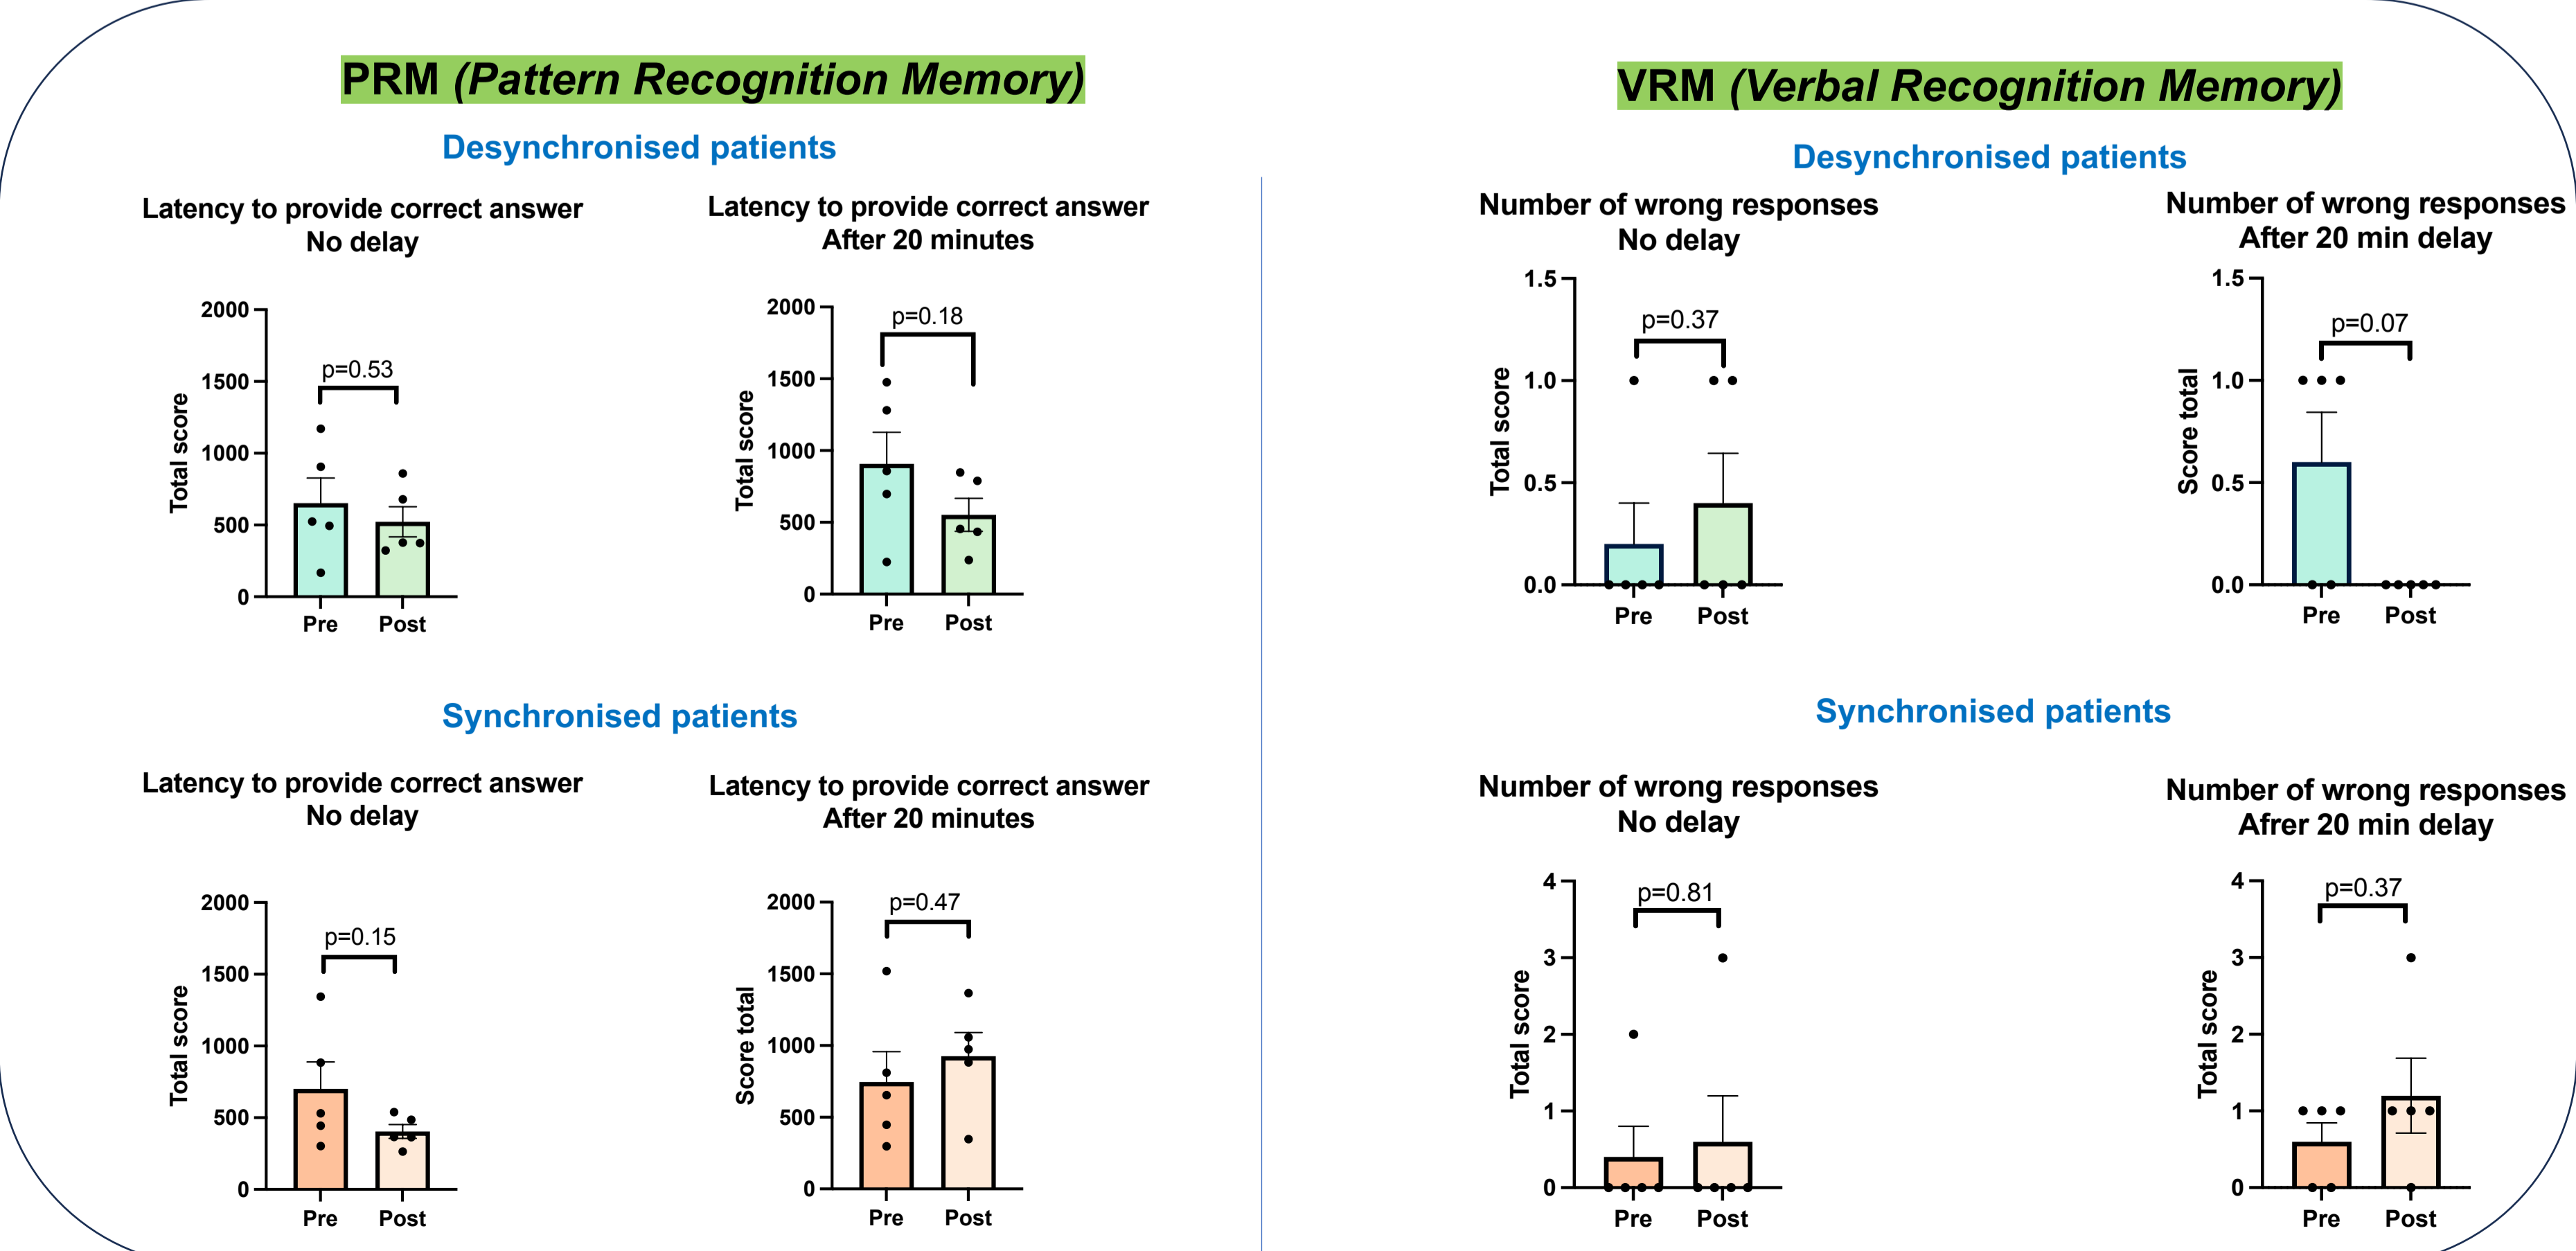 PRM (Pattern Recognition Memory)
Desynchronised patients
Latency to provide correct answer
No delay
2000
1500
1000
500
0
Total score
p=0.53
Pre Post
Latency to provide correct answer
After 20 minutes
2000
1500
1000
500
0
Total score
p=0.18
Pre Post
Synchronised patients
Latency to provide correct answer
No delay
2000
1500
1000
500
0
Total score
p=0.15
Pre Post
Latency to provide correct answer
After 20 minutes
2000
1500
1000
500
0
Score total
p=0.47
Pre Post
VRM (Verbal Recognition Memory)
Desynchronised patients
Number of wrong responses
No delay
1.5
1.0
0.5
0.0
Total score
p=0.37
Pre Post
Number of wrong responses
After 20 min delay
1.5
1.0
0.5
0.0
Score total
p=0.07
Pre Post
Synchronised patients
Number of wrong responses
No delay
4
3
2
1
0
Total score
p=0.81
Pre Post
Number of wrong responses
Afrer 20 min delay
4
3
2
1
0
Total score
p=0.37
Pre Post